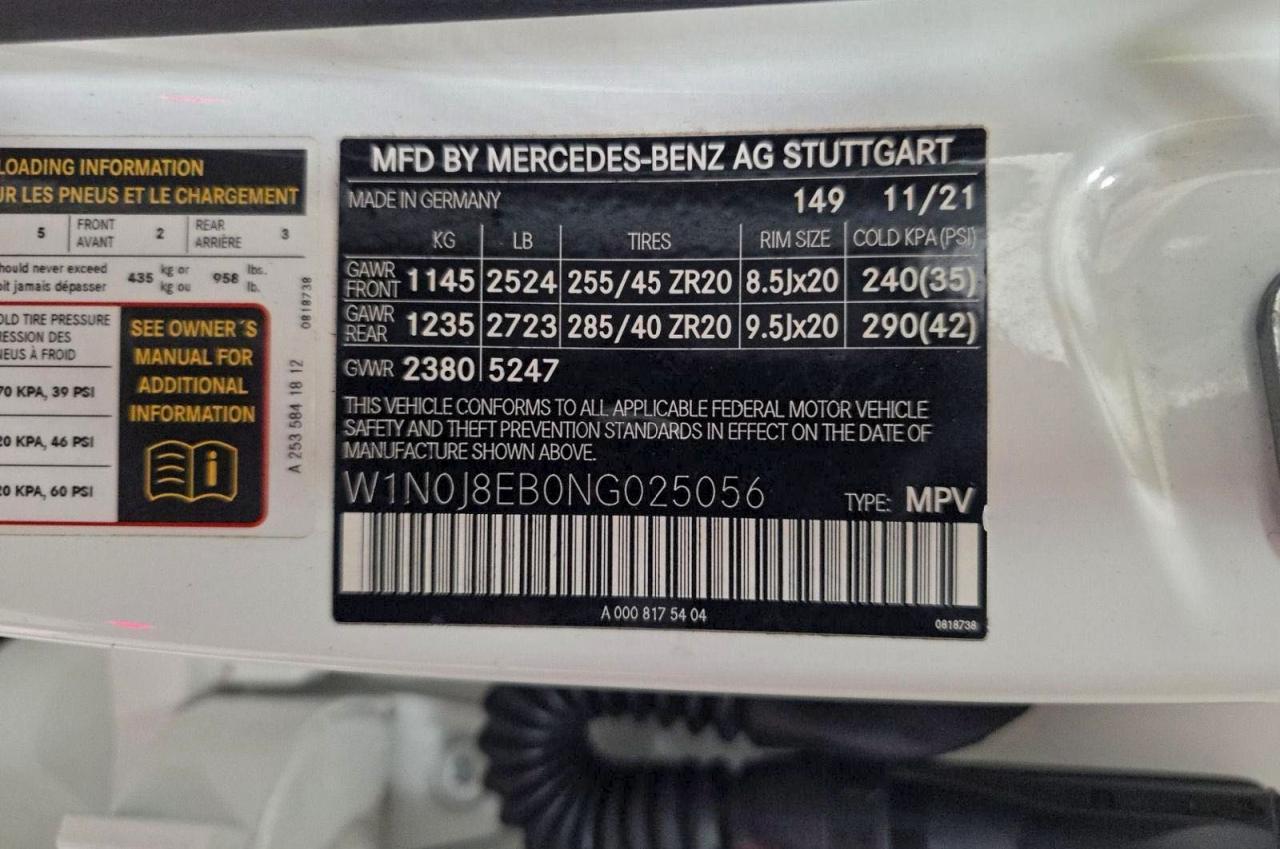 LOADING INFORMATION
UR LES PNEUS ET LE CHARGEMENT
5 FRONT AVANT 2 REAR ARRIÈRE 3
hould never exceed
oit jamais dépasser
435 kg or kg ou 958 lbs. lb.
OLD TIRE PRESSURE
ESSION DES
NEUS À FROID
70 KPA, 39 PSI
20 KPA, 46 PSI
20 KPA, 60 PSI
SEE OWNER´S
MANUAL FOR
ADDITIONAL
INFORMATION
0818738
A 253 584 18 12
MFD BY MERCEDES-BENZ AG STUTTGART
MADE IN GERMANY 149 11/21
KG LB TIRES RIM SIZE COLD KPA (PSI)
GAWR FRONT 1145 2524 255/45 ZR20 8.5Jx20 240(35)
GAWR REAR 1235 2723 285/40 ZR20 9.5Jx20 290(42)
GVWR 2380 5247
THIS VEHICLE CONFORMS TO ALL APPLICABLE FEDERAL MOTOR VEHICLE
SAFETY AND THEFT PREVENTION STANDARDS IN EFFECT ON THE DATE OF
MANUFACTURE SHOWN ABOVE.
W1N0J8EB0NG025056 TYPE: MPV
A 000 817 54 04
0818738